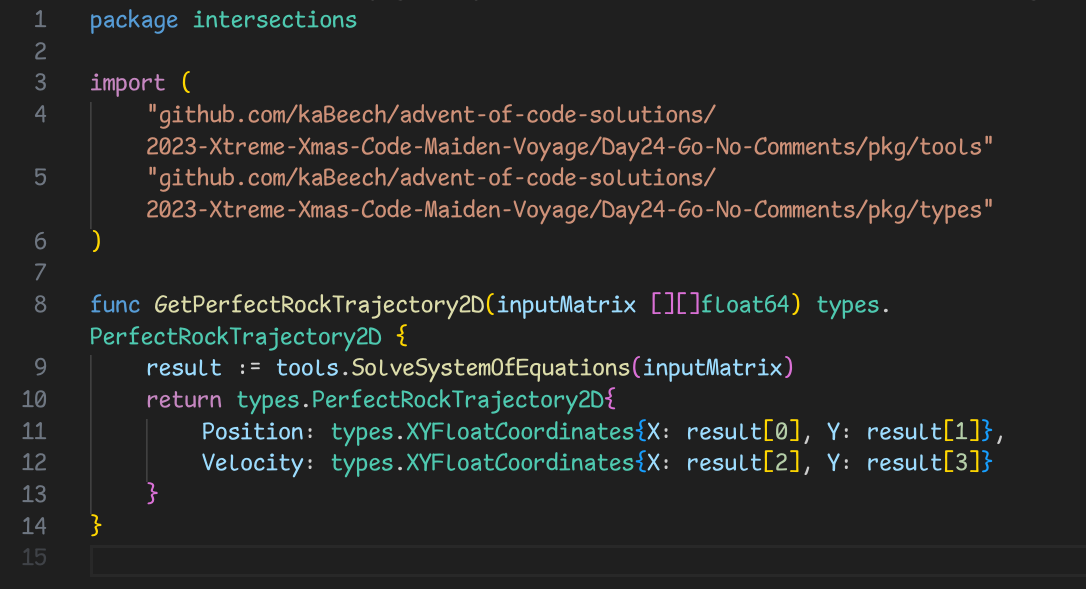 1 package intersections
2
3 import (
4 "github.com/kaBeech/advent-of-code-solutions/
2023-Xtreme-Xmas-Code-Maiden-Voyage/Day24-Go-No-Comments/pkg/tools"
5 "github.com/kaBeech/advent-of-code-solutions/
2023-Xtreme-Xmas-Code-Maiden-Voyage/Day24-Go-No-Comments/pkg/types"
6 )
7
8 func GetPerfectRockTrajectory2D(inputMatrix [][]float64) types.
PerfectRockTrajectory2D {
9 result := tools.SolveSystemOfEquations(inputMatrix)
10 return types.PerfectRockTrajectory2D{
11 Position: types.XYFloatCoordinates{X: result[0], Y: result[1]},
12 Velocity: types.XYFloatCoordinates{X: result[2], Y: result[3]}
13 }
14 }
15